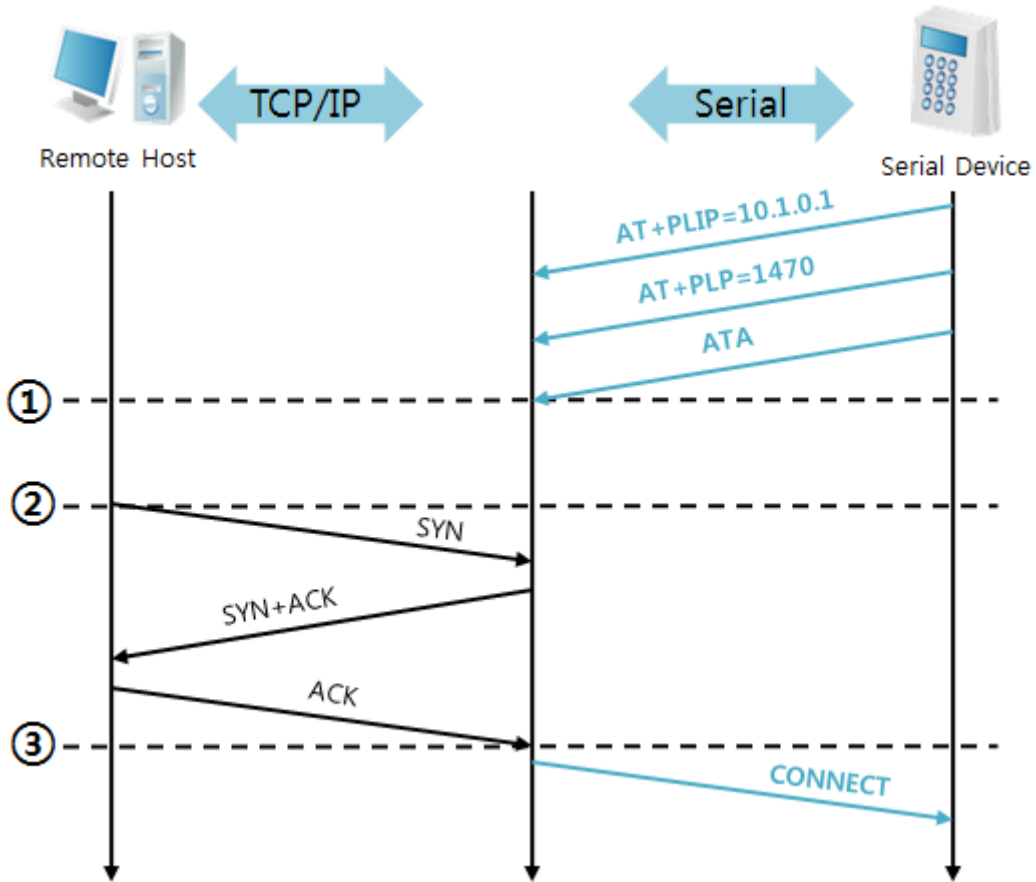 TCP/IP
Serial
Remote Host
Serial Device
AT+PLIP=10.1.0.1
AT+PLP=1470
ATA
①
②
SYN
SYN+ACK
ACK
③
CONNECT